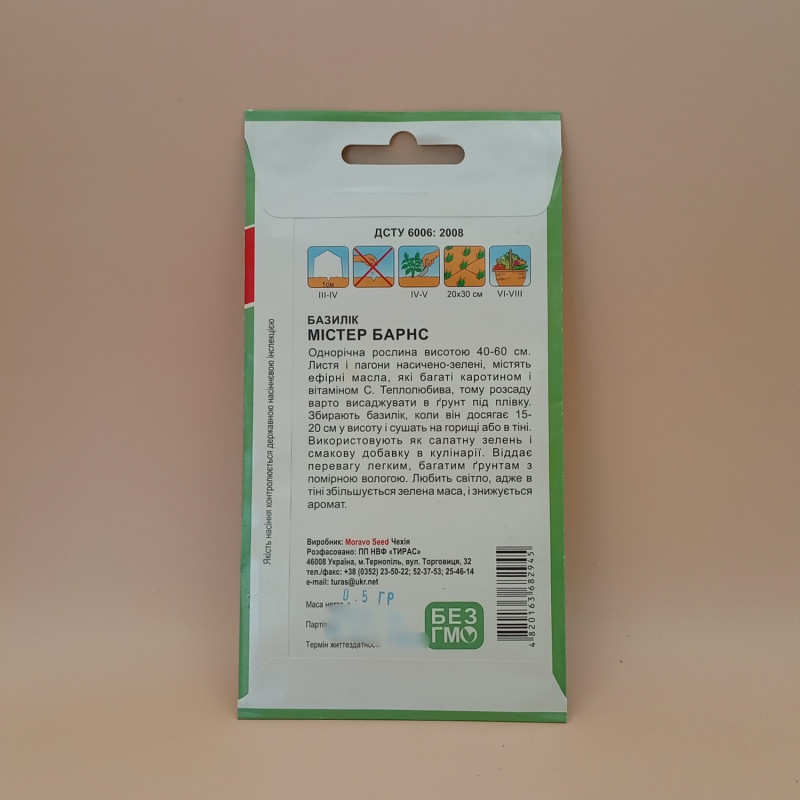 ДСТУ 6006: 2008
1см
III-IV
IV-V
20х30 см
VI-VIII
БАЗИЛІК
МІСТЕР БАРНС
Однорічна рослина висотою 40-60 см.
Листя і пагони насичено-зелені, містять
ефірні масла, які багаті каротином і
вітаміном С. Теплолюбива, тому розсаду
варто висаджувати в ґрунт під плівку.
Збирають базилік, коли він досягає 15-
20 см у висоту і сушать на горищі або в тіні.
Використовують як салатну зелень і
смакову добавку в кулінарії. Віддає
перевагу легким, багатим ґрунтам з
помірною вологою. Любить світло, адже в
тіні збільшується зелена маса, і знижується
аромат.
Якість насіння контролюється державною насіннєвою інспекцією
Виробник: Moravo Seed Чехія
Розфасовано: ПП НВФ «ТИРАС»
46008 Україна, м.Тернопіль, вул. Торговиця, 32
тел./факс: +38 (0352) 23-50-22; 52-37-53; 25-46-14
e-mail: turas@ukr.net
Маса нетто 0.5 ГР
Партія
Термін життєздатності
БЕЗ
ГМО
4820163682945